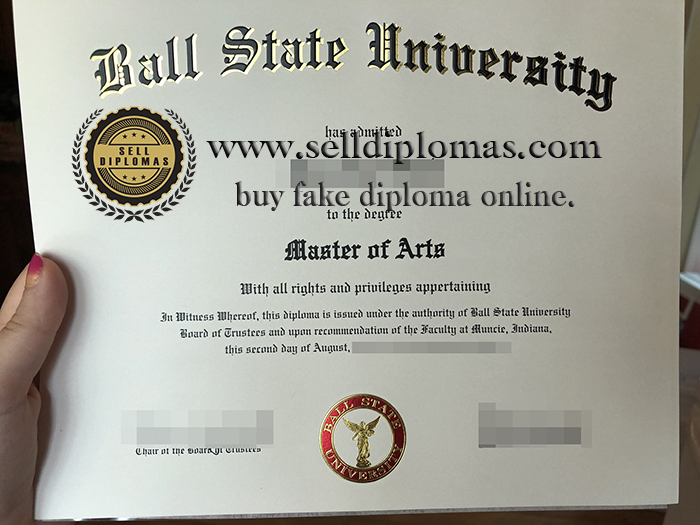 Ball State University
has admitted
SELL
DIPLOMAS
www.selldiplomas.com
buy fake diploma online.
to the degree
Master of Arts
With all rights and privileges appertaining
In Witness Whereof, this diploma is issued under the authority of Ball State University
Board of Trustees and upon recommendation of the Faculty at Muncie, Indiana,
this second day of August,
BALL STATE
UNIVERSITY
Chair of the Board of Trustees